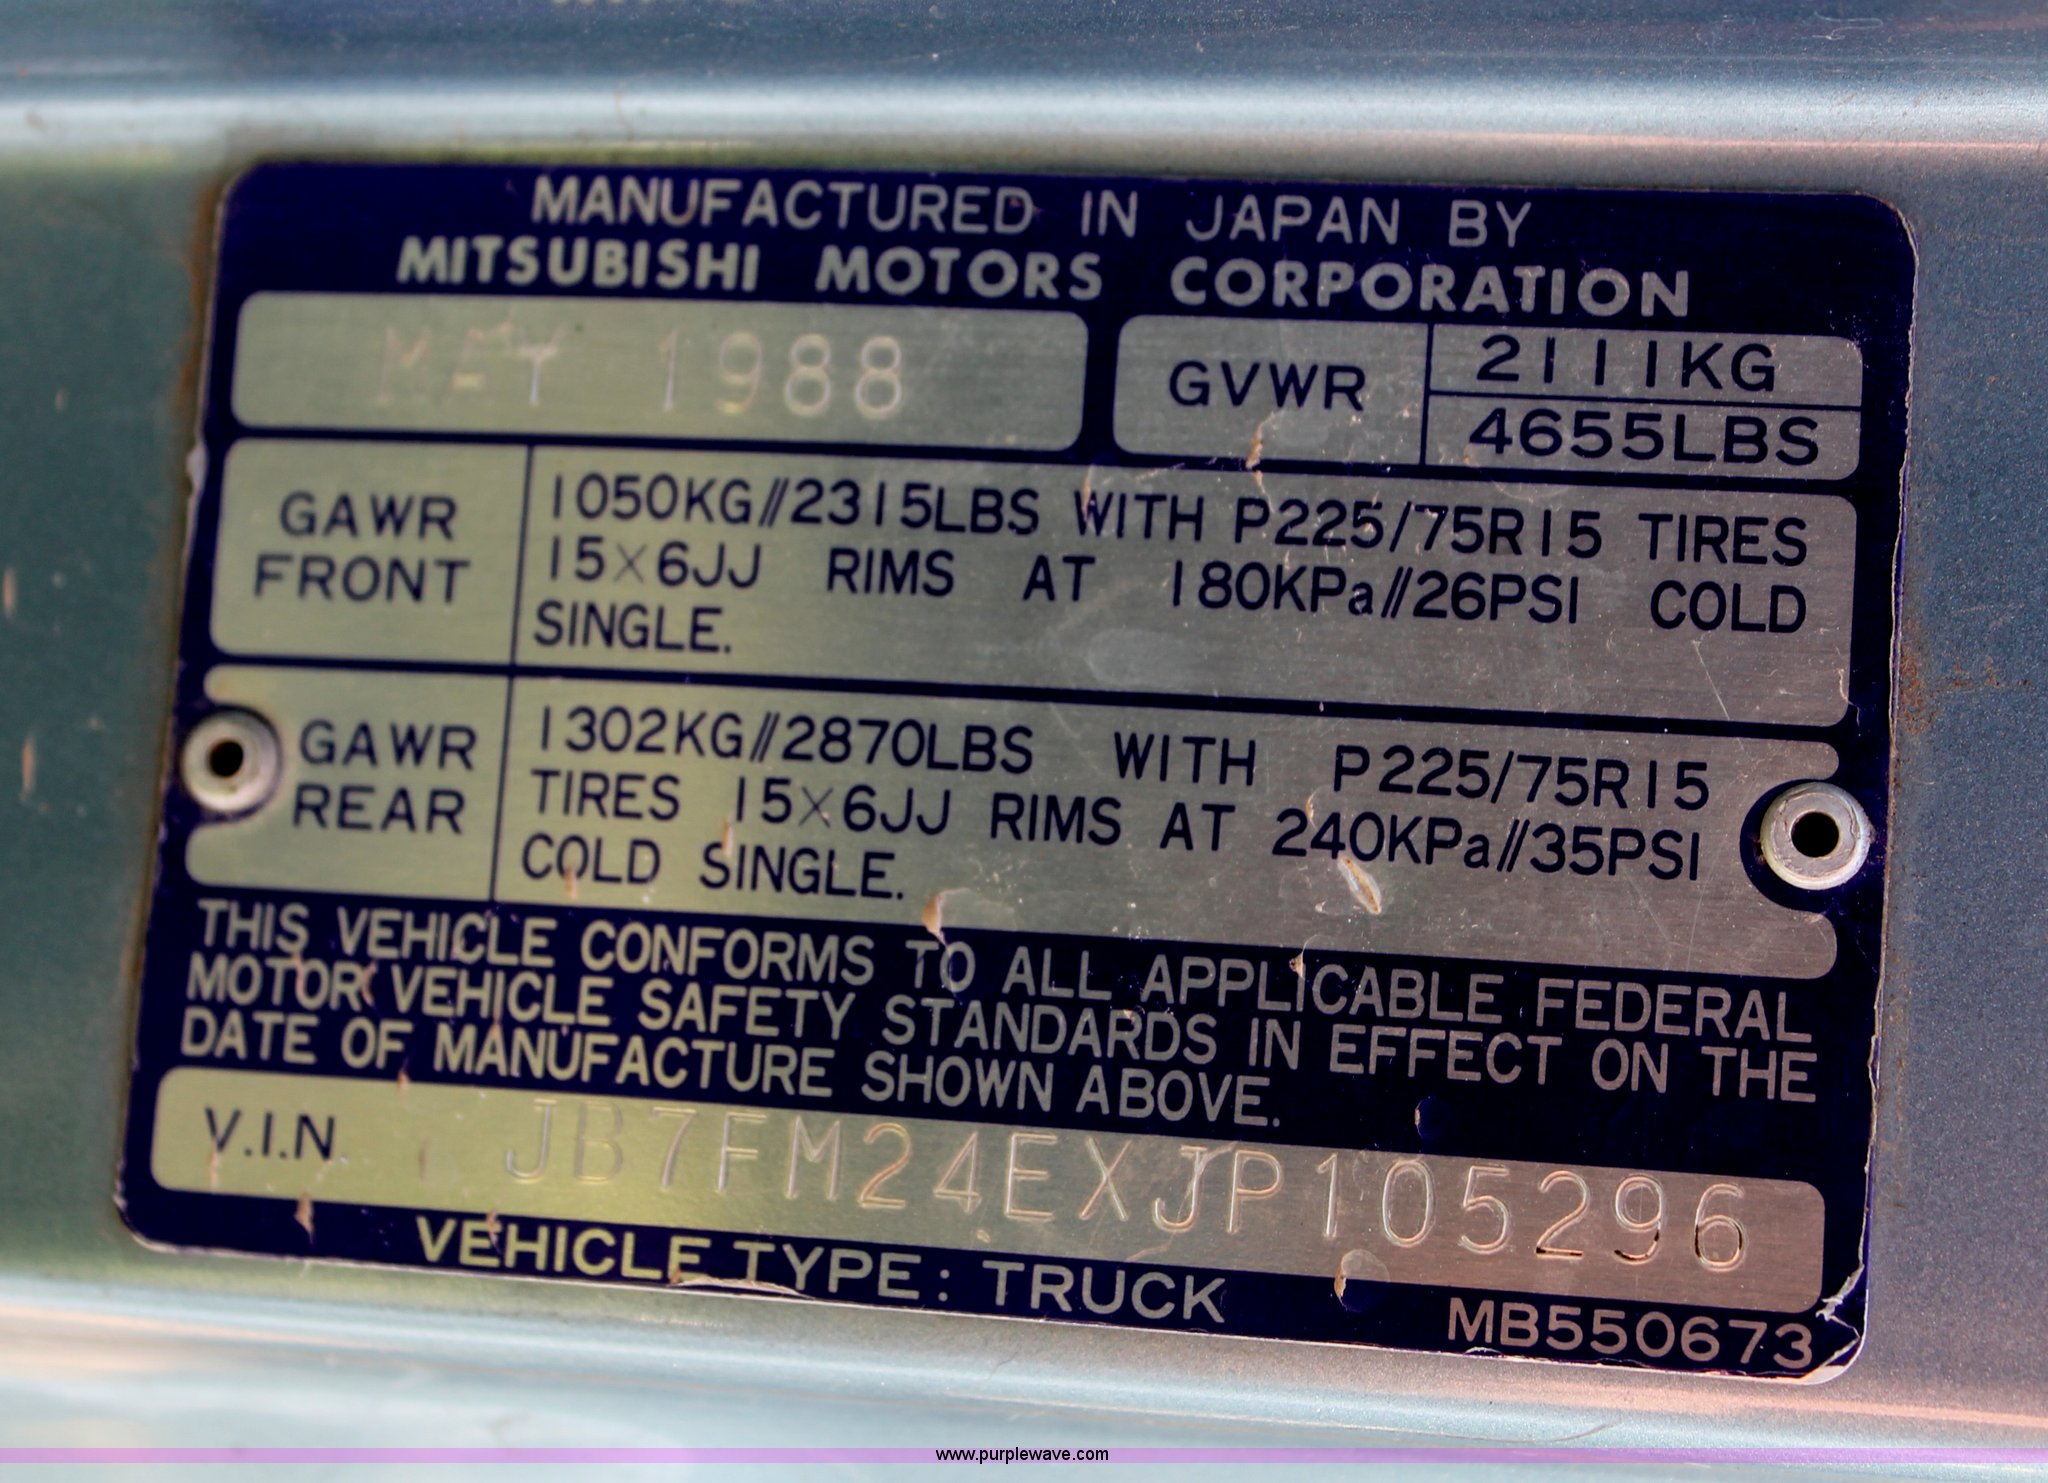 MANUFACTURED IN JAPAN BY
MITSUBISHI MOTORS CORPORATION
MAY 1988
GVWR
2111KG
4655LBS
GAWR
FRONT
1050KG//2315LBS WITH P225/75R15 TIRES
15×6JJ RIMS AT 180KPa//26PSI COLD
SINGLE.
GAWR
REAR
1302KG//2870LBS WITH P225/75R15
TIRES 15×6JJ RIMS AT 240KPa//35PSI
COLD SINGLE.
THIS VEHICLE CONFORMS TO ALL APPLICABLE FEDERAL
MOTOR VEHICLE SAFETY STANDARDS IN EFFECT ON THE
DATE OF MANUFACTURE SHOWN ABOVE.
V.I.N. JB7FM24EXJP105296
VEHICLE TYPE: TRUCK
MB550673
www.purplewave.com